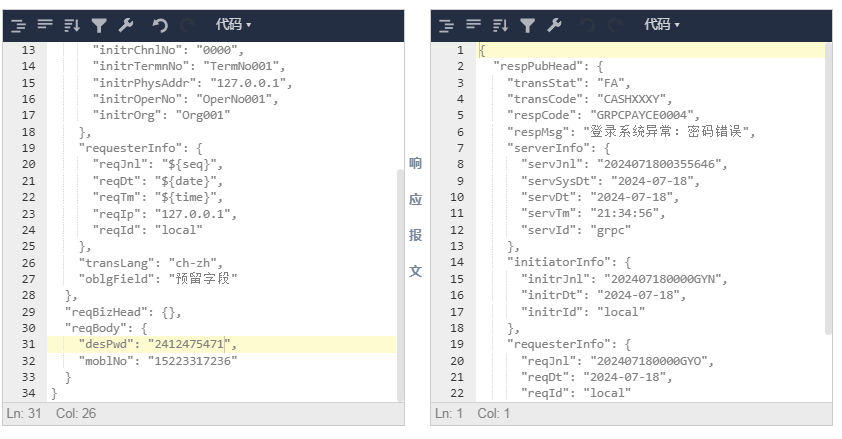 代码
13 "initrChnlNo": "0000",
14 "initrTermnNo": "TermNo001",
15 "initrPhysAddr": "127.0.0.1",
16 "initrOperNo": "OperNo001",
17 "initrOrg": "Org001"
18 },
19 "requesterInfo": {
20 "reqJnl": "${seq}",
21 "reqDt": "${date}",
22 "reqTm": "${time}",
23 "reqIp": "127.0.0.1",
24 "reqId": "local"
25 },
26 "transLang": "ch-zh",
27 "oblgField": "预留字段"
28 },
29 "reqBizHead": {},
30 "reqBody": {
31 "desPwd": "2412475471",
32 "moblNo": "15223317236"
33 }
34 }
Ln: 31 Col: 26
响
应
报
文
代码
1 {
2 "respPubHead": {
3 "transStat": "FA",
4 "transCode": "CASHXXXY",
5 "respCode": "GRPCPAYCE0004",
6 "respMsg": "登录系统异常: 密码错误",
7 "serverInfo": {
8 "servJnl": "2024071800355646",
9 "servSysDt": "2024-07-18",
10 "servDt": "2024-07-18",
11 "servTm": "21:34:56",
12 "servId": "grpc"
13 },
14 "initiatorInfo": {
15 "initrJnl": "202407180000GYN",
16 "initrDt": "2024-07-18",
17 "initrId": "local"
18 },
19 "requesterInfo": {
20 "reqJnl": "202407180000GYO",
21 "reqDt": "2024-07-18",
22 "reqId": "local"
Ln: 1 Col: 1